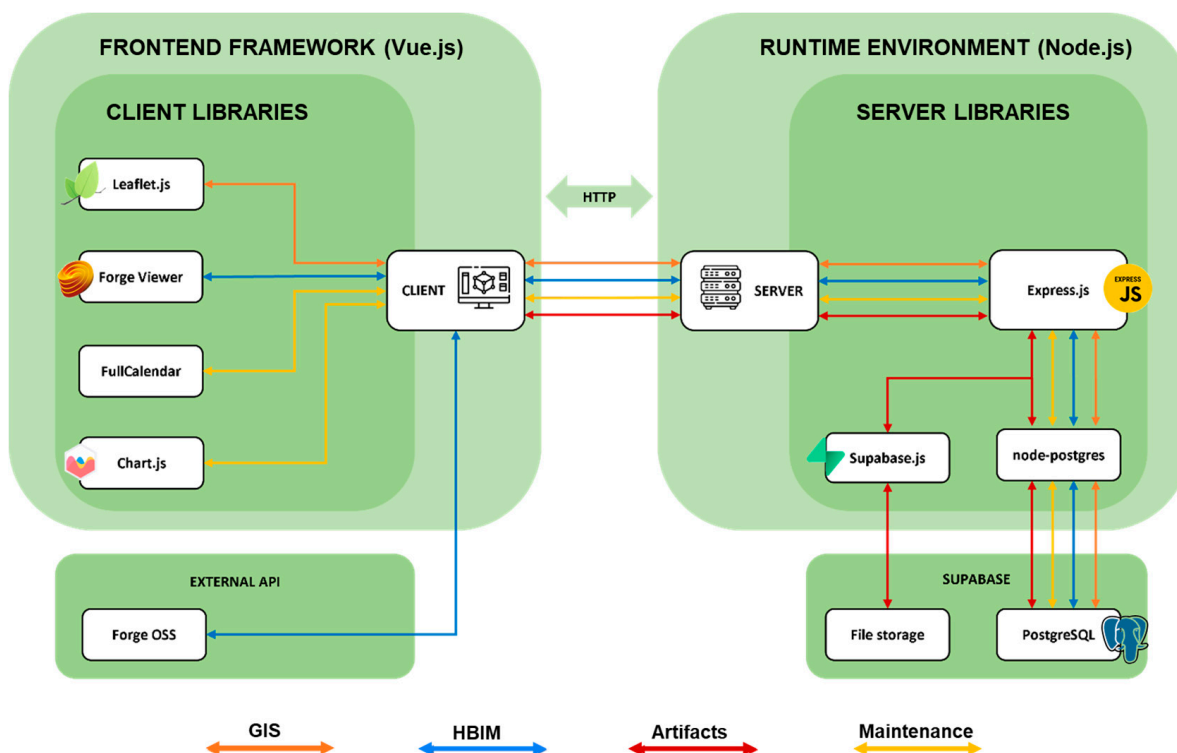 FRONTEND FRAMEWORK (Vue.js)
RUNTIME ENVIRONMENT (Node.js)
CLIENT LIBRARIES
SERVER LIBRARIES
Leaflet.js
HTTP
Forge Viewer
CLIENT
SERVER
Express.js
EXPRESS
JS
FullCalendar
Chart.js
Supabase.js
node-postgres
EXTERNAL API
SUPABASE
Forge OSS
File storage
PostgreSQL
GIS
HBIM
Artifacts
Maintenance